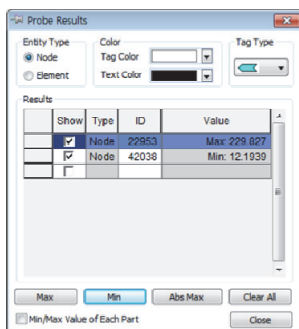 Probe Results
Entity Type
Node
Element
Color
Tag Color
Text Color
Tag Type
Results
Show Type ID Value
Node 22953 Max: 229.827
Node 42038 Min: 12.1939
Max Min Abs Max Clear All
Min/Max Value of Each Part Close